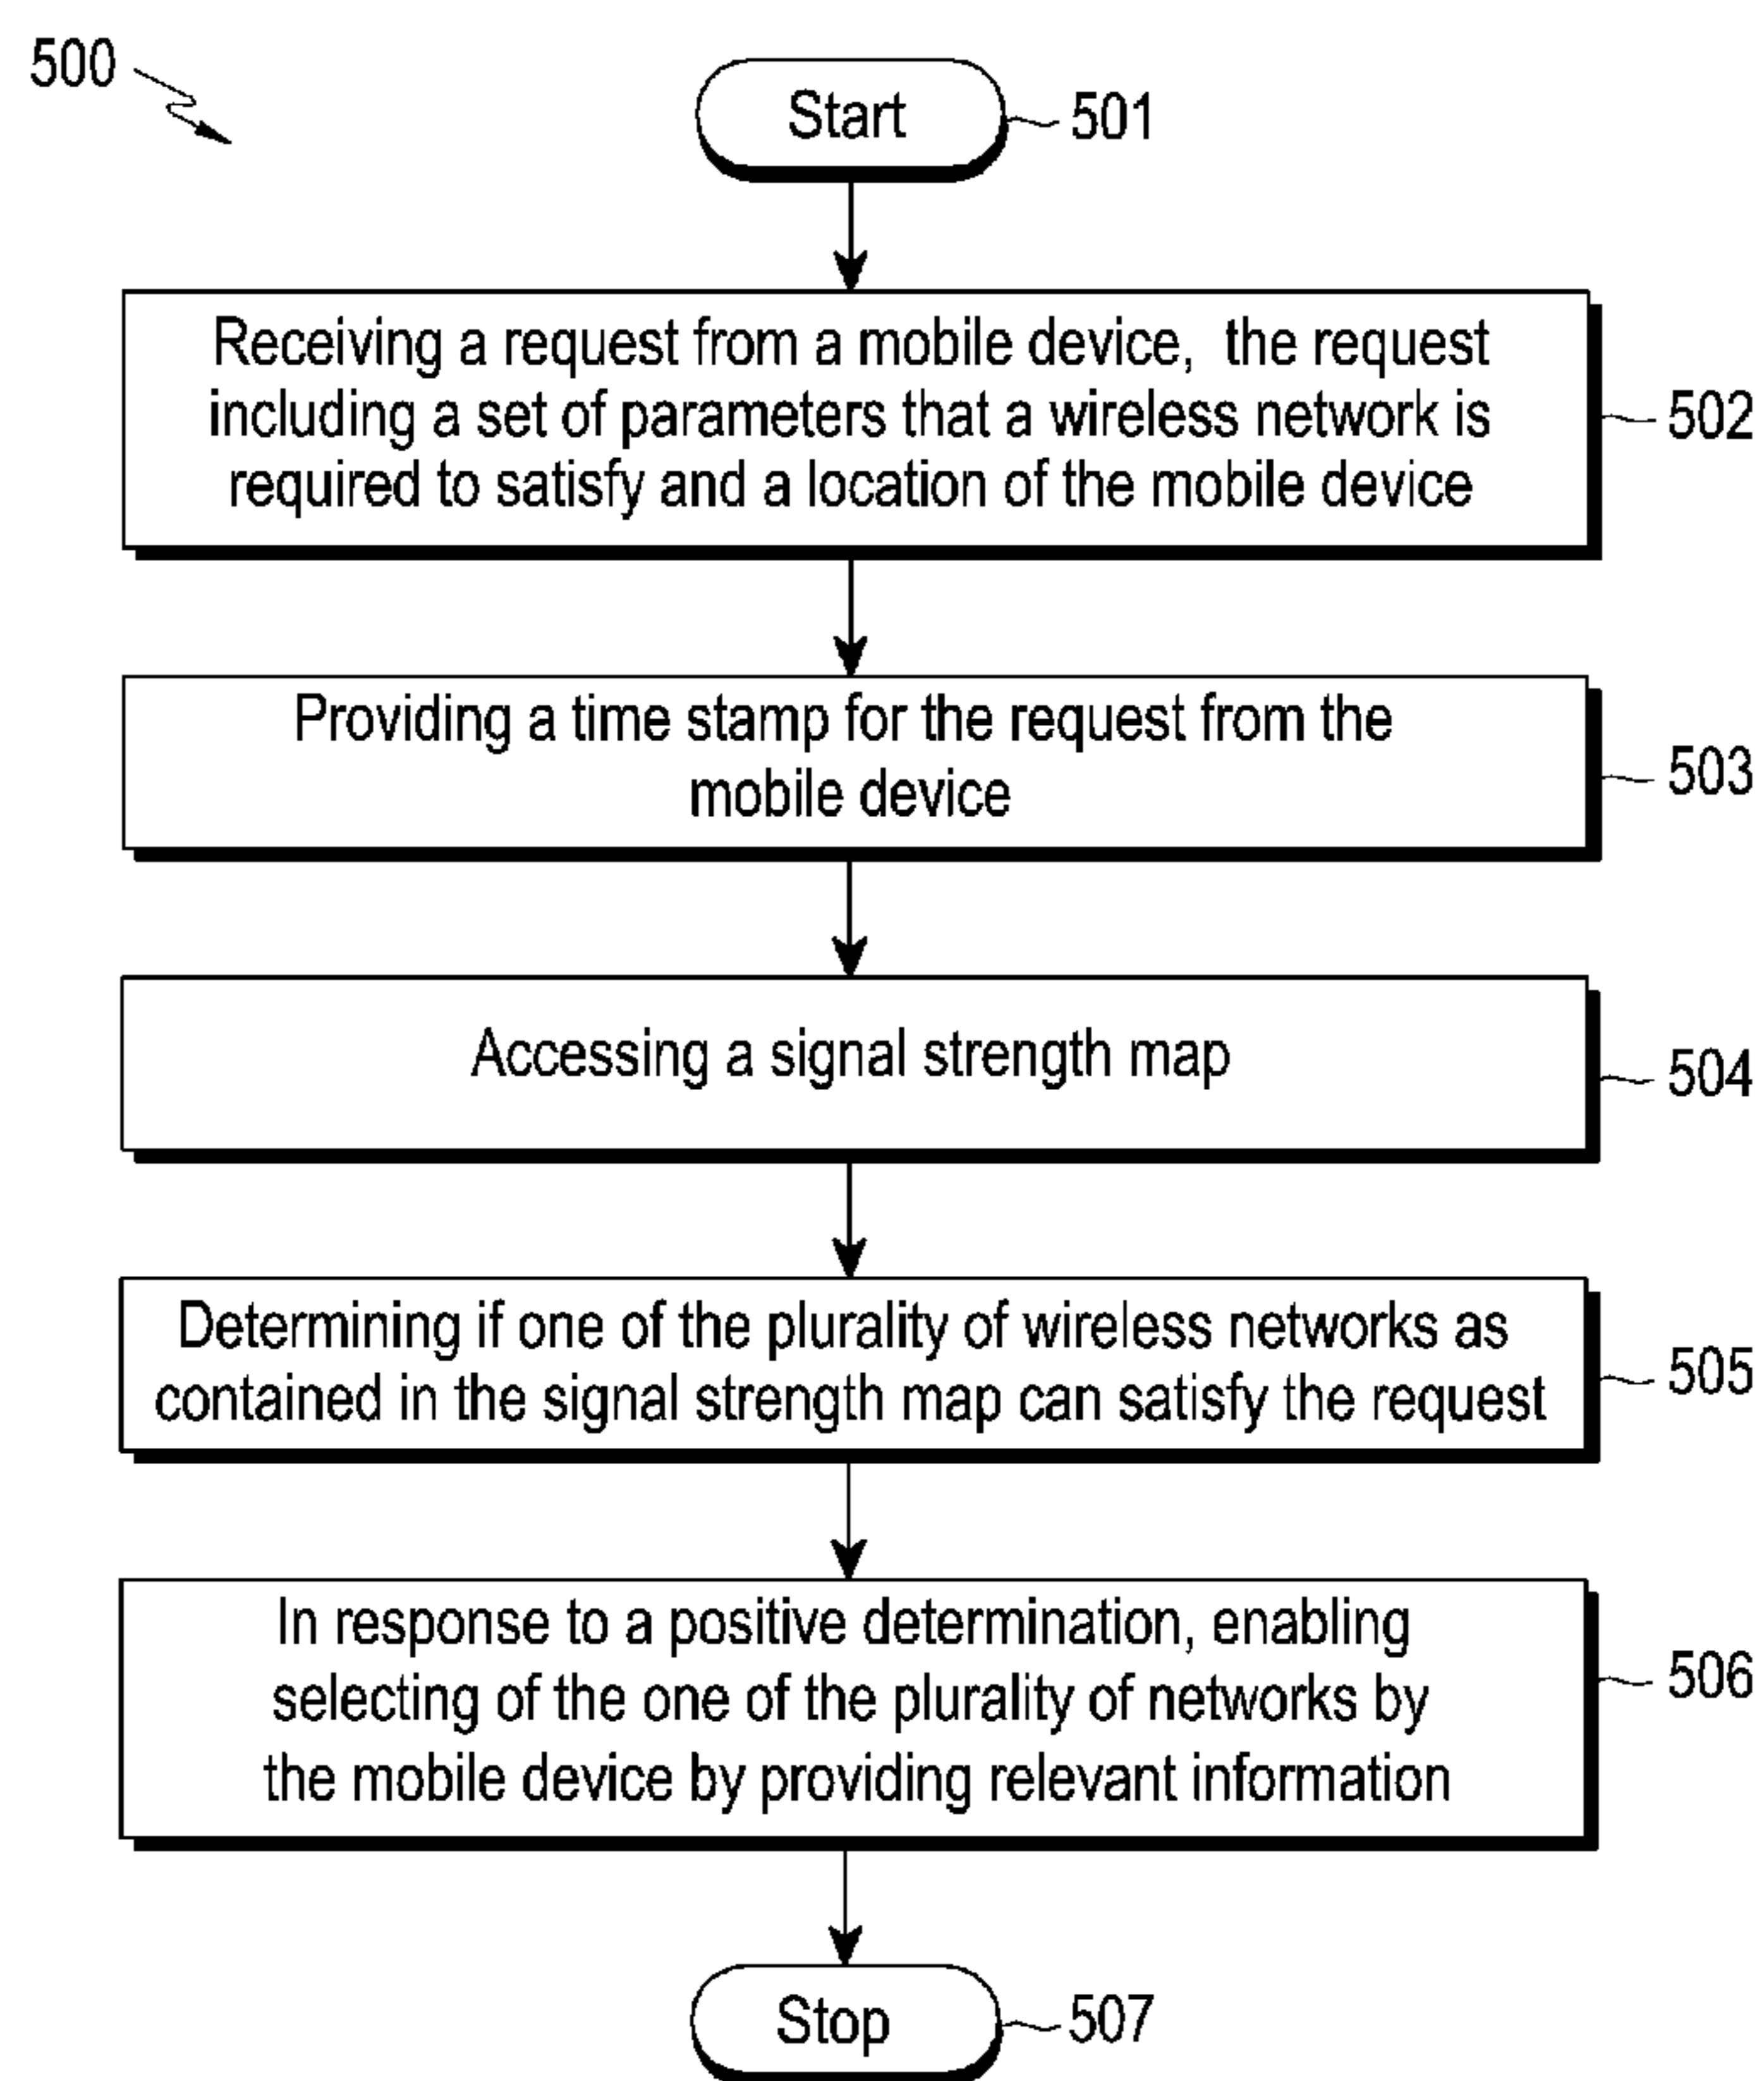 500
Start
501
Receiving a request from a mobile device, the request
including a set of parameters that a wireless network is
required to satisfy and a location of the mobile device
502
Providing a time stamp for the request from the
mobile device
503
Accessing a signal strength map
504
Determining if one of the plurality of wireless networks as
contained in the signal strength map can satisfy the request
505
In response to a positive determination, enabling
selecting of the one of the plurality of networks by
the mobile device by providing relevant information
506
Stop
507